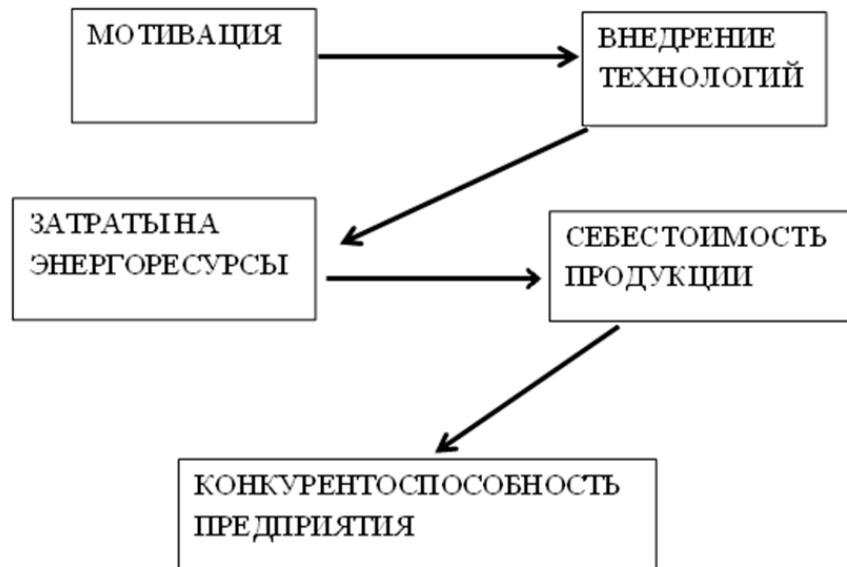 МОТИВАЦИЯ
ВНЕДРЕНИЕ
ТЕХНОЛОГИЙ
ЗАТРАТЫ НА
ЭНЕРГОРЕСУРСЫ
СЕБЕСТОИМОСТЬ
ПРОДУКЦИИ
КОНКУРЕНТОСПОСОБНОСТЬ
ПРЕДПРИЯТИЯ